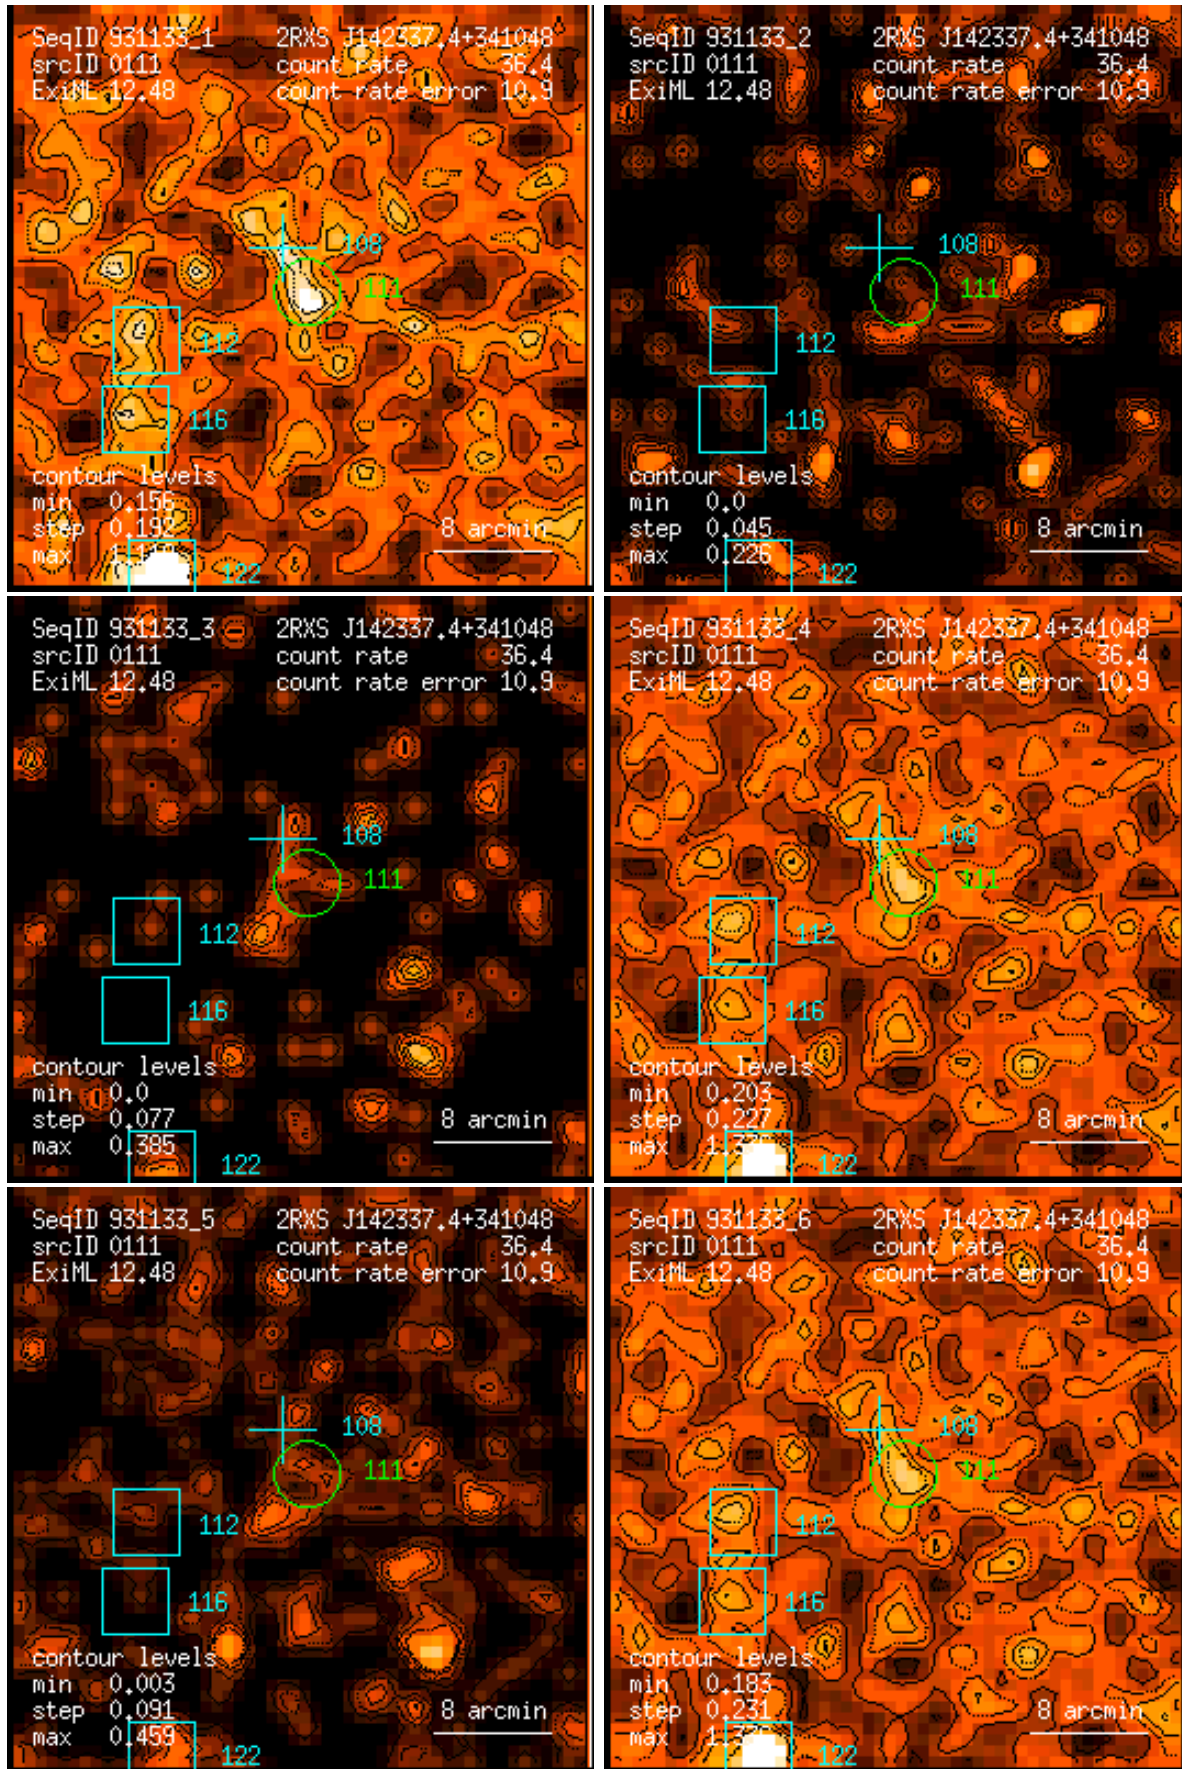 SeqID 931133_1 2RXS J142337.4+341048
srcID 0111 count rate 36.4
ExiML 12.48 count rate error 10.9
108
111
112
116
contour levels
min 0.156
step 0.192
max
8 arcmin
122
SeqID 931133_2 2RXS J142337.4+341048
srcID 0111 count rate 36.4
ExiML 12.48 count rate error 10.9
108
111
112
116
contour levels
min 0.0
step 0.045
max 0.226
8 arcmin
122
SeqID 931133_3 2RXS J142337.4+341048
srcID 0111 count rate 36.4
ExiML 12.48 count rate error 10.9
108
111
112
116
contour levels
min 0.0
step 0.077
max 0.385
8 arcmin
122
SeqID 931133_4 2RXS J142337.4+341048
srcID 0111 count rate 36.4
ExiML 12.48 count rate error 10.9
108
111
112
116
contour levels
min 0.203
step 0.227
max
8 arcmin
122
SeqID 931133_5 2RXS J142337.4+341048
srcID 0111 count rate 36.4
ExiML 12.48 count rate error 10.9
108
111
112
116
contour levels
min 0.003
step 0.091
max 0.459
8 arcmin
122
SeqID 931133_6 2RXS J142337.4+341048
srcID 0111 count rate 36.4
ExiML 12.48 count rate error 10.9
108
111
112
116
contour levels
min 0.183
step 0.231
max
8 arcmin
122